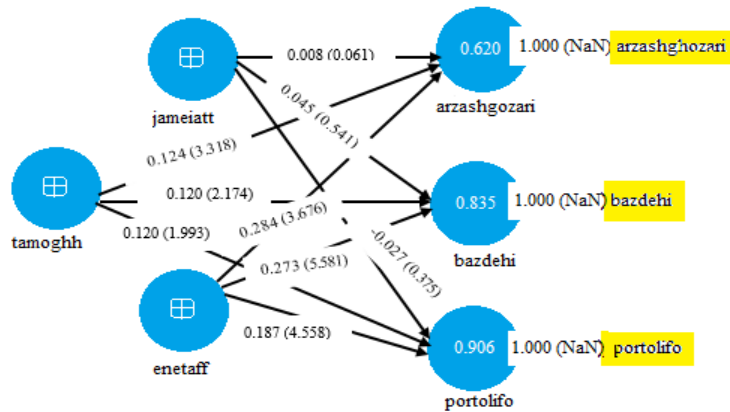 0.008 (0.061)
0.620
1.000 (NaN)
arzashghozari
jameiatt
0.045 (0.541)
arzashgozari
0.124 (3.318)
0.120 (2.174)
0.835
1.000 (NaN)
bazdehi
tamoghh
0.120 (1.993)
0.284 (3.676)
bazdehi
0.273 (5.581)
-0.027 (0.375)
0.187 (4.558)
0.906
1.000 (NaN)
portolifo
enetaff
portolifo